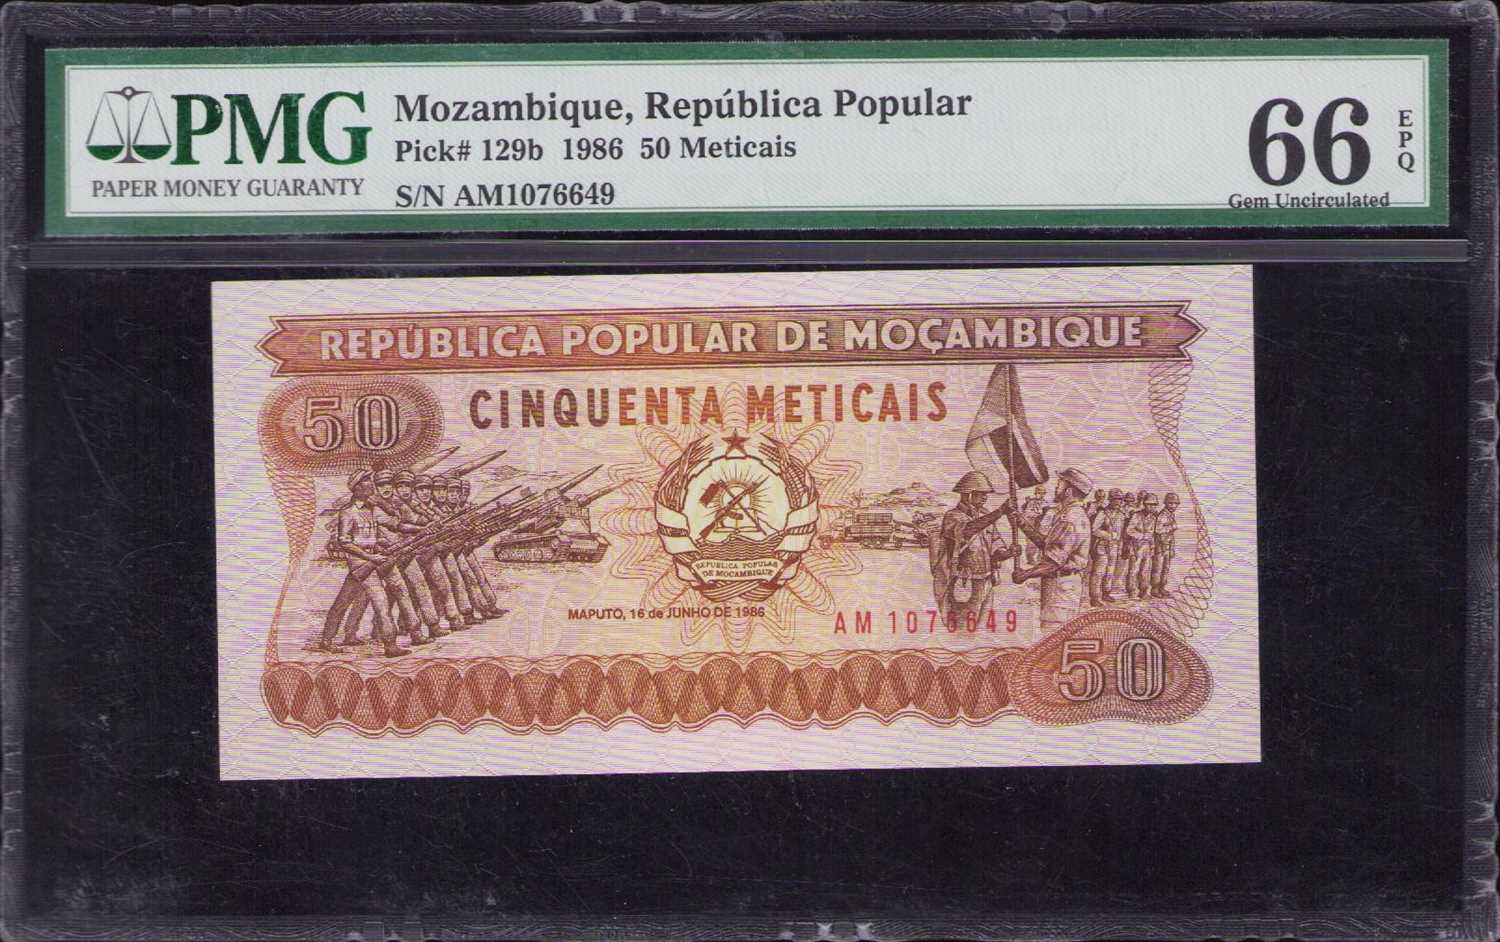 PMG
PAPER MONEY GUARANTY
Mozambique, República Popular
Pick# 129b 1986 50 Meticais
S/N AM1076649
66
EPQ
Gem Uncirculated
REPÚBLICA POPULAR DE MOÇAMBIQUE
50
CINQUENTA METICAIS
REPUBLICA POPULAR
DE MOCAMBIQUE
MAPUTO, 16 de JUNHO DE 1986
AM 1076649
50